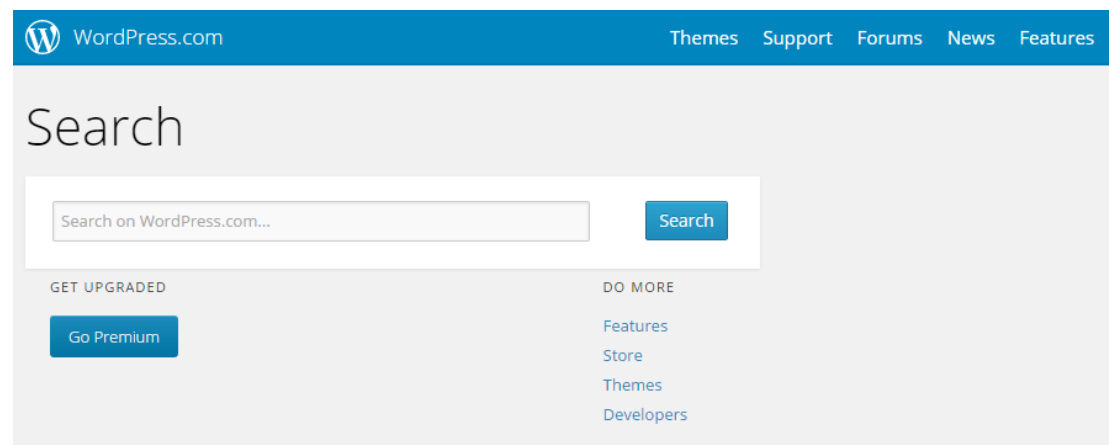 WordPress.com Themes Support Forums News Features
Search
Search on WordPress.com... Search
GET UPGRADED
Go Premium
DO MORE
Features
Store
Themes
Developers